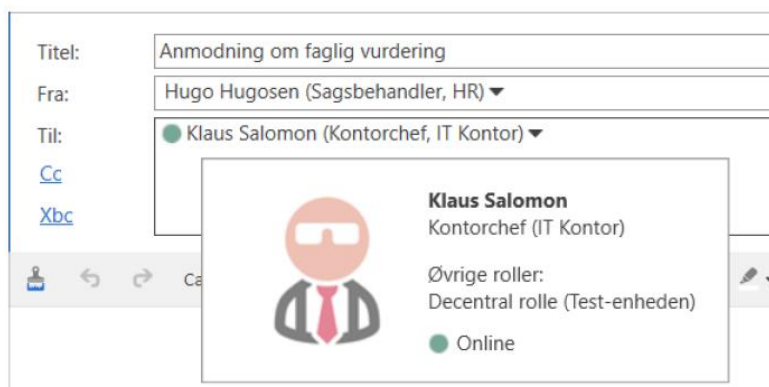 Titel: Anmodning om faglig vurdering
Fra: Hugo Hugosen (Sagsbehandler, HR)
Til: Klaus Salomon (Kontorchef, IT Kontor)
Cc
Xbc
Klaus Salomon
Kontorchef (IT Kontor)
Øvrige roller:
Decentral rolle (Test-enheden)
Online
Ca